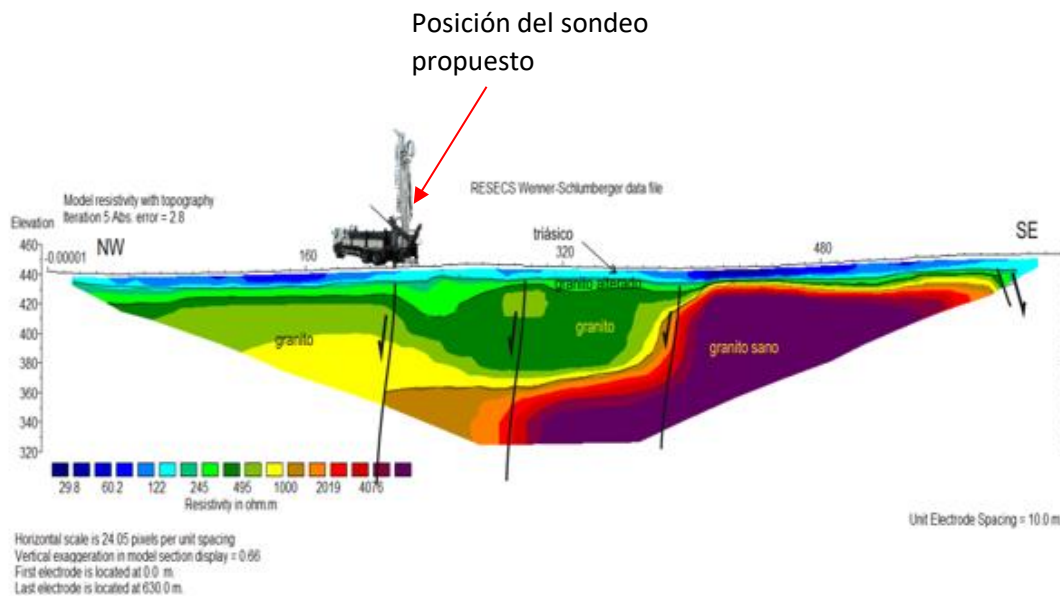 Posición del sondeo
propuesto
RESECS Wenner-Schlumberger data file
Model resistivity with topography
Iteration 5 Abs. error = 2.8
Elevation
NW
SE
triásico
460
-0.00001
160
320
480
440
granito alterado
420
400
granito
granito
granito sano
380
360
340
320
29.8 60.2 122 245 495 1000 2019 4076
Resistivity in ohm.m
Unit Electrode Spacing = 10.0 m
Horizontal scale is 24.05 pixels per unit spacing
Vertical exaggeration in model section display = 0.66
First electrode is located at 0.0 m.
Last electrode is located at 630.0 m.